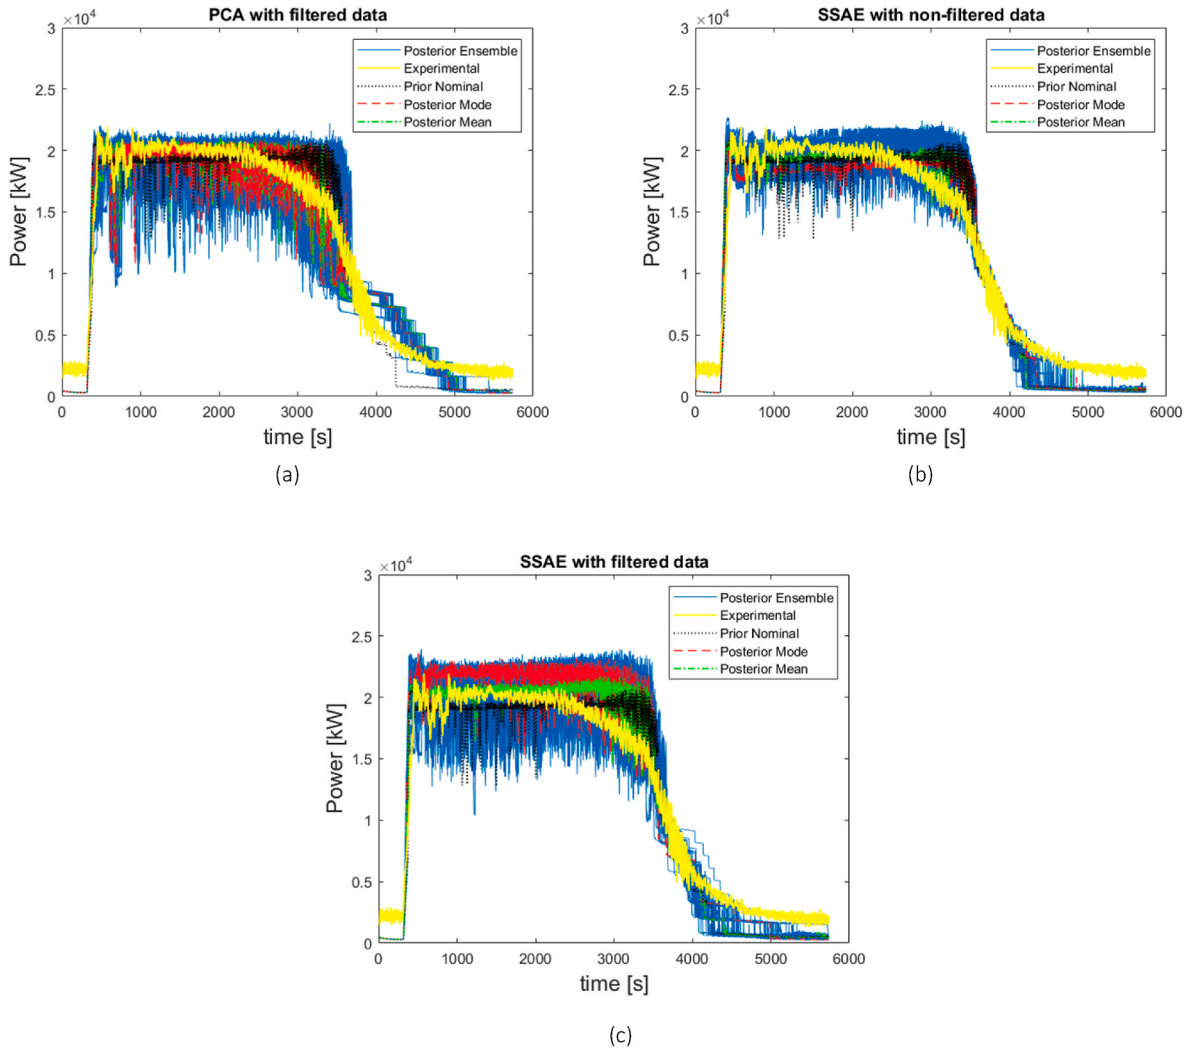 PCA with filtered data
×10⁴
3
2.5
2
1.5
1
0.5
0
Power [kW]
0 1000 2000 3000 4000 5000 6000
time [s]
Posterior Ensemble
Experimental
Prior Nominal
Posterior Mode
Posterior Mean
(a)
SSAE with non-filtered data
×10⁴
3
2.5
2
1.5
1
0.5
0
Power [kW]
0 1000 2000 3000 4000 5000 6000
time [s]
Posterior Ensemble
Experimental
Prior Nominal
Posterior Mode
Posterior Mean
(b)
SSAE with filtered data
×10⁴
3
2.5
2
1.5
1
0.5
0
Power [kW]
0 1000 2000 3000 4000 5000 6000
time [s]
Posterior Ensemble
Experimental
Prior Nominal
Posterior Mode
Posterior Mean
(c)